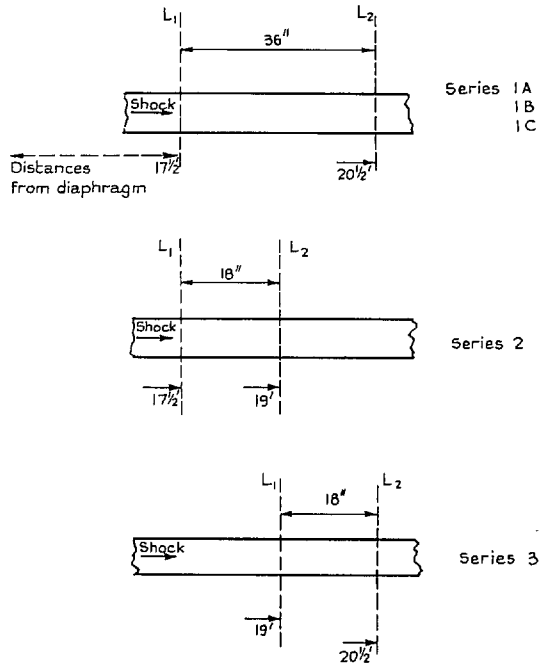 L₁ L₂
36"
Series 1A
1B
1C
Shock
Distances
from diaphragm
17½'
20½'
L₁ L₂
18"
Shock
Series 2
17½'
19'
L₁ L₂
18"
Shock
Series 3
19'
20½'